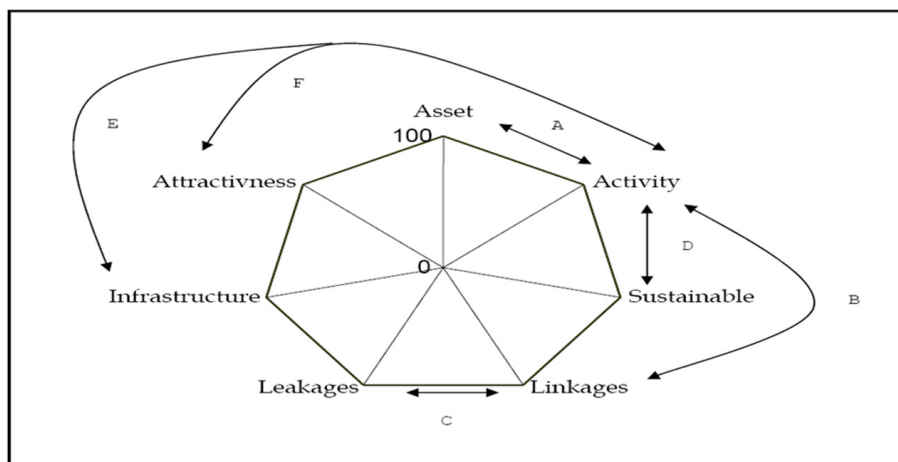 F
E
A
Asset
100
Attractivness
Activity
D
0
Infrastructure
Sustainable
B
Leakages
Linkages
C